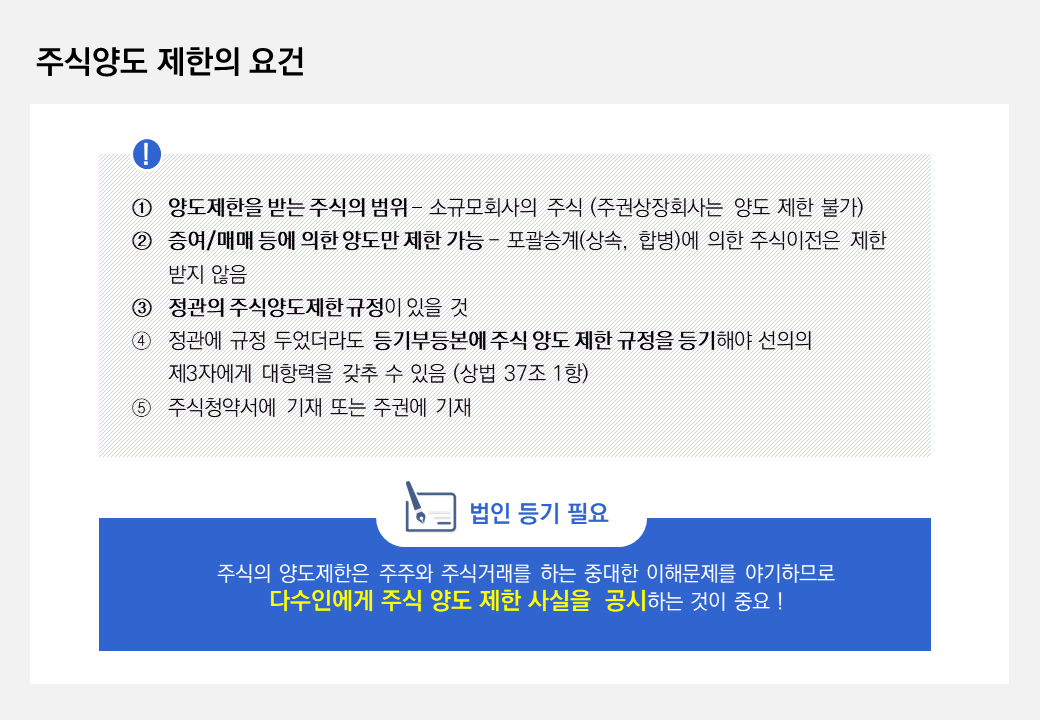 주식양도 제한의 요건
!
① 양도제한을 받는 주식의 범위 – 소규모회사의 주식 (주권상장회사는 양도 제한 불가)
② 증여/매매 등에 의한 양도만 제한 가능 – 포괄승계(상속, 합병)에 의한 주식이전은 제한
받지 않음
③ 정관의 주식양도제한 규정이 있을 것
④ 정관에 규정 두었더라도 등기부등본에 주식 양도 제한 규정을 등기해야 선의의
제3자에게 대항력을 갖추 수 있음 (상법 37조 1항)
⑤ 주식청약서에 기재 또는 주권에 기재
법인 등기 필요
주식의 양도제한은 주주와 주식거래를 하는 중대한 이해문제를 야기하므로
다수인에게 주식 양도 제한 사실을 공시하는 것이 중요 !